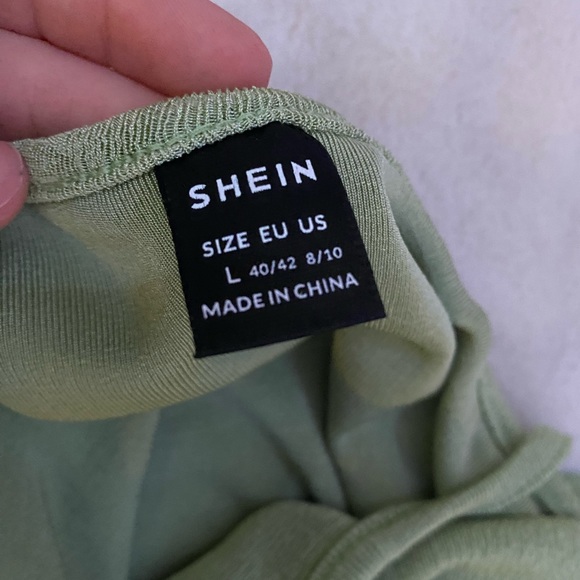 SHEIN
SIZE EU US
L 40/42 8/10
MADE IN CHINA